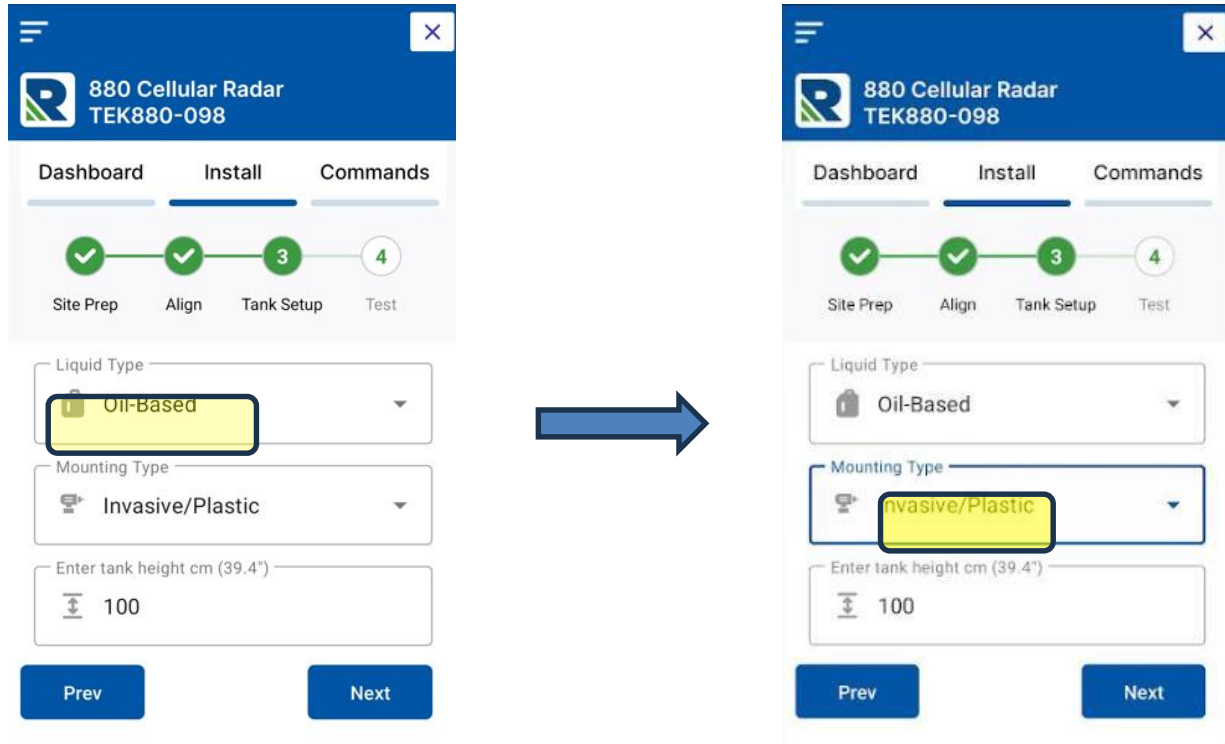 880 Cellular Radar
TEK880-098
Dashboard Install Commands
3 4
Site Prep Align Tank Setup Test
Liquid Type
Oil-Based
Mounting Type
Invasive/Plastic
Enter tank height cm (39.4")
100
Prev Next
880 Cellular Radar
TEK880-098
Dashboard Install Commands
3 4
Site Prep Align Tank Setup Test
Liquid Type
Oil-Based
Mounting Type
Invasive/Plastic
Enter tank height cm (39.4")
100
Prev Next